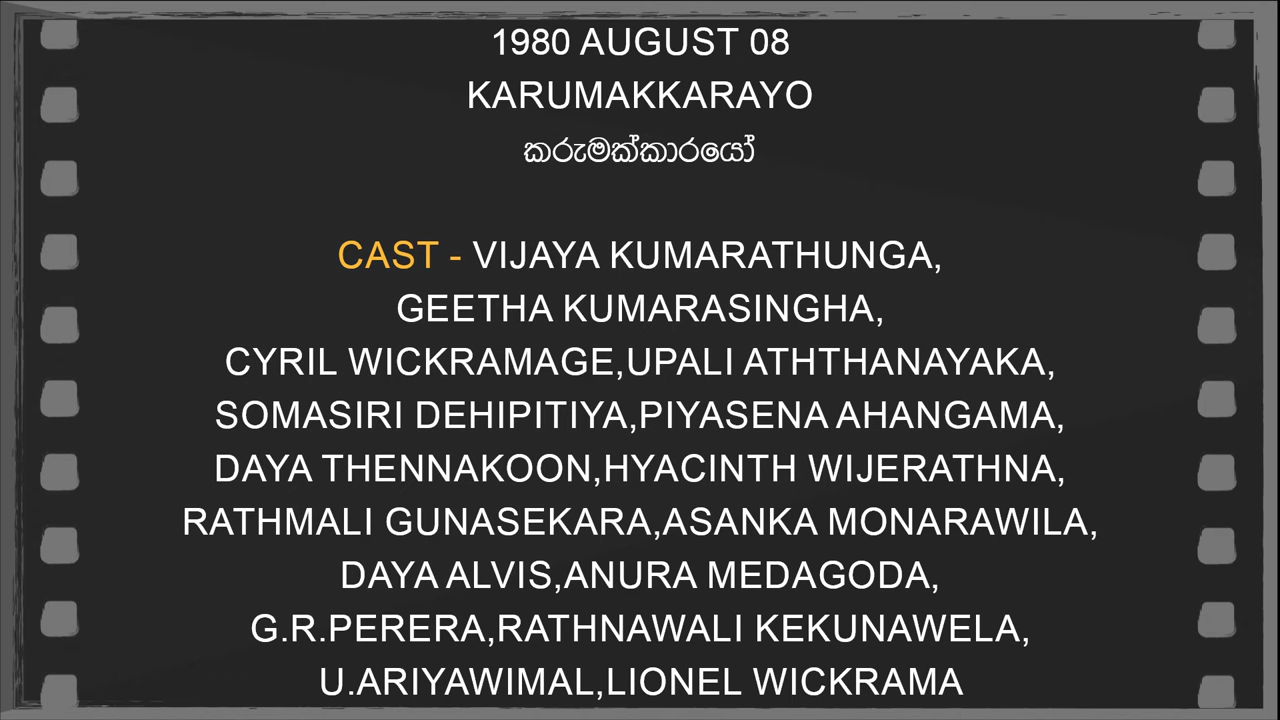 1980 AUGUST 08
KARUMAKKARAYO
කරුමක්කාරයෝ
CAST - VIJAYA KUMARATHUNGA,
GEETHA KUMARASINGHA,
CYRIL WICKRAMAGE,UPALI ATHTHANAYAKA,
SOMASIRI DEHIPITIYA,PIYASENA AHANGAMA,
DAYA THENNAKOON,HYACINTH WIJERATHNA,
RATHMALI GUNASEKARA,ASANKA MONARAWILA,
DAYA ALVIS,ANURA MEDAGODA,
G.R.PERERA,RATHNAWALI KEKUNAWELA,
U.ARIYAWIMAL,LIONEL WICKRAMA